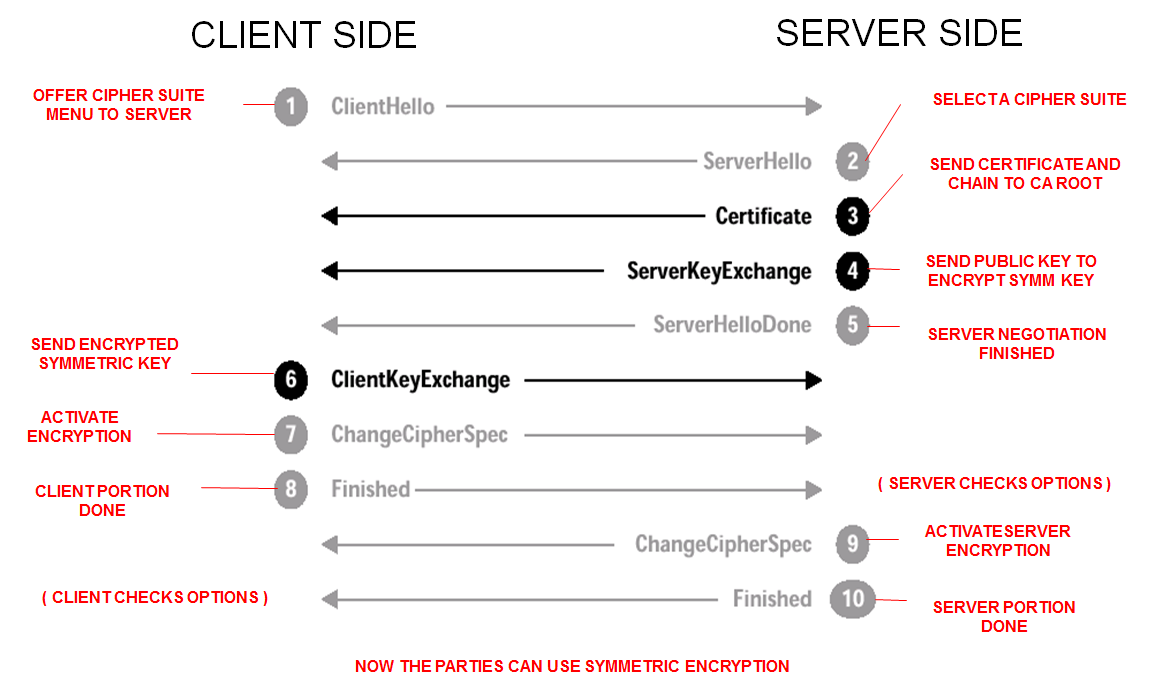 CLIENT SIDE
SERVER SIDE
OFFER CIPHER SUITE
MENU TO SERVER
1
ClientHello
SELECT A CIPHER SUITE
ServerHello
2
SEND CERTIFICATE AND
CHAIN TO CA ROOT
Certificate
3
SEND PUBLIC KEY TO
ENCRYPT SYMM KEY
ServerKeyExchange
4
ServerHelloDone
5
SERVER NEGOTIATION
FINISHED
SEND ENCRYPTED
SYMMETRIC KEY
6
ClientKeyExchange
ACTIVATE
ENCRYPTION
7
ChangeCipherSpec
CLIENT PORTION
DONE
8
Finished
( SERVER CHECKS OPTIONS )
ChangeCipherSpec
9
ACTIVATE SERVER
ENCRYPTION
( CLIENT CHECKS OPTIONS )
Finished
10
SERVER PORTION
DONE
NOW THE PARTIES CAN USE SYMMETRIC ENCRYPTION